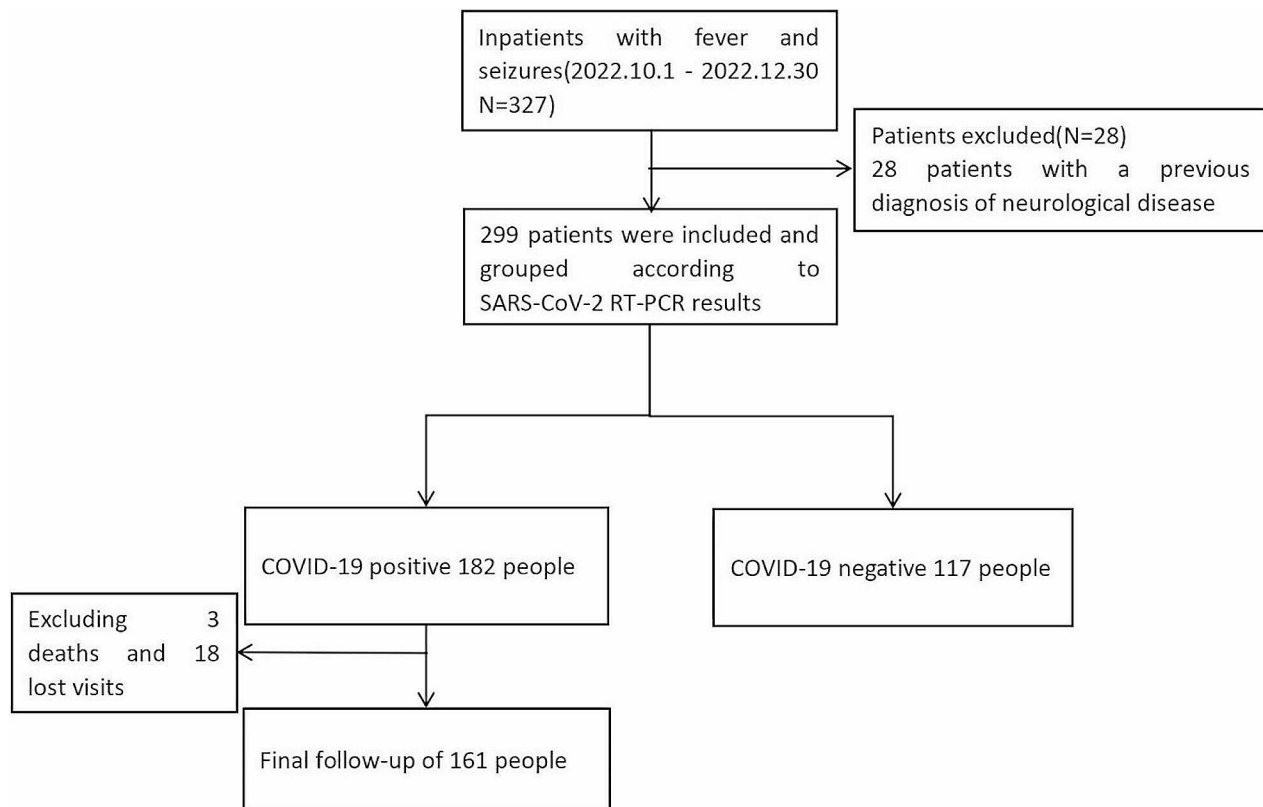 Inpatients with fever and
seizures(2022.10.1 - 2022.12.30
N=327)
Patients excluded(N=28)
28 patients with a previous
diagnosis of neurological disease
299 patients were included and
grouped according to
SARS-CoV-2 RT-PCR results
COVID-19 positive 182 people
COVID-19 negative 117 people
Excluding 3
deaths and 18
lost visits
Final follow-up of 161 people